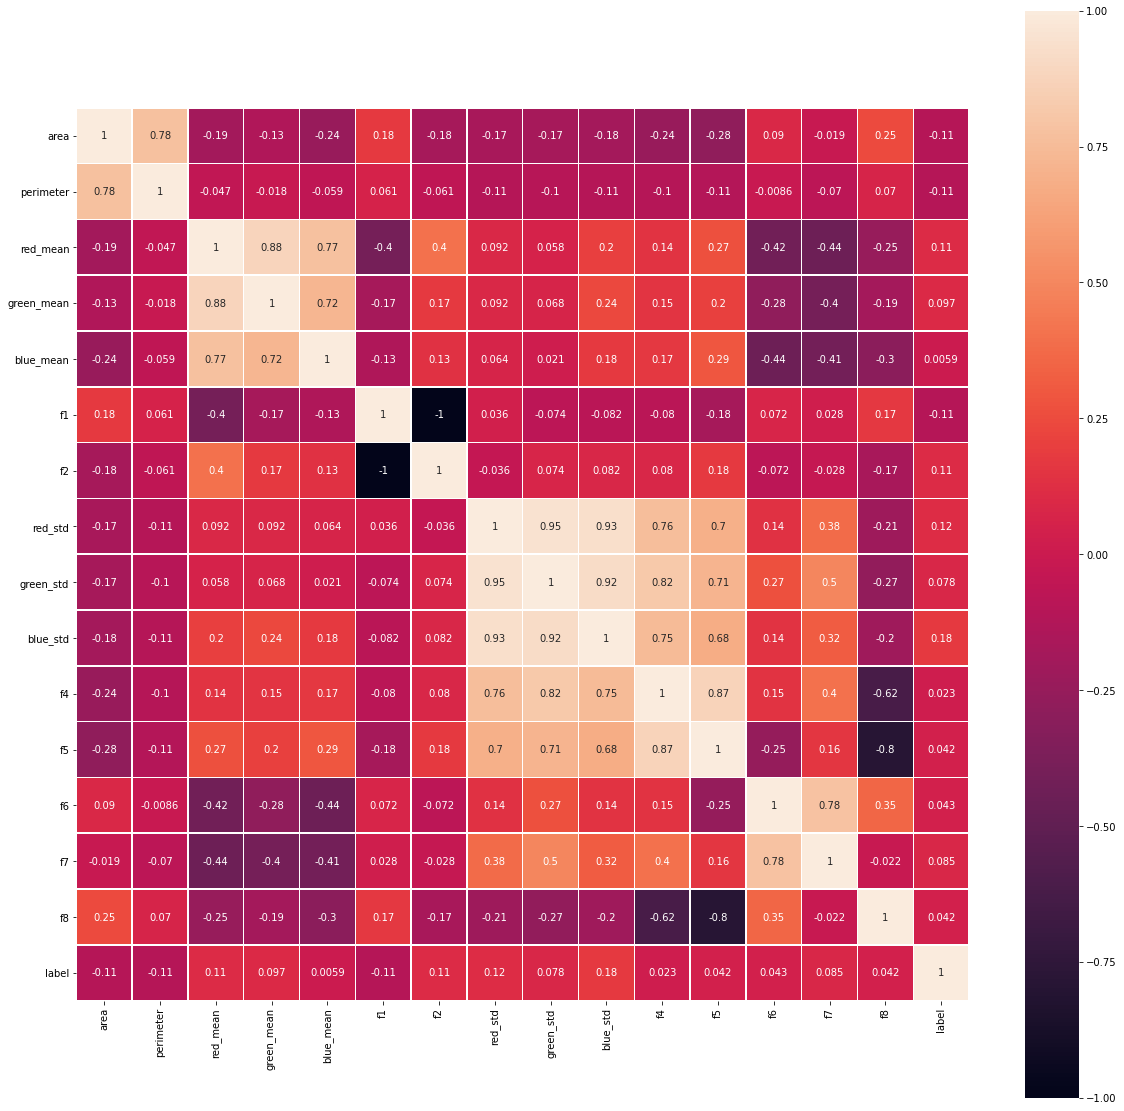 1.00
area 1 0.78 -0.19 -0.13 -0.24 0.18 -0.18 -0.17 -0.17 -0.18 -0.24 -0.28 0.09 -0.019 0.25 -0.11
0.75
perimeter 0.78 1 -0.047 -0.018 -0.059 0.061 -0.061 -0.11 -0.1 -0.11 -0.1 -0.11 -0.0086 -0.07 0.07 -0.11
red_mean -0.19 -0.047 1 0.88 0.77 -0.4 0.4 0.092 0.058 0.2 0.14 0.27 -0.42 -0.44 -0.25 0.11
0.50
green_mean -0.13 -0.018 0.88 1 0.72 -0.17 0.17 0.092 0.068 0.24 0.15 0.2 -0.28 -0.4 -0.19 0.097
blue_mean -0.24 -0.059 0.77 0.72 1 -0.13 0.13 0.064 0.021 0.18 0.17 0.29 -0.44 -0.41 -0.3 0.0059
f1 0.18 0.061 -0.4 -0.17 -0.13 1 -1 0.036 -0.074 -0.082 -0.08 -0.18 0.072 0.028 0.17 -0.11
0.25
f2 -0.18 -0.061 0.4 0.17 0.13 -1 1 -0.036 0.074 0.082 0.08 0.18 -0.072 -0.028 -0.17 0.11
red_std -0.17 -0.11 0.092 0.092 0.064 0.036 -0.036 1 0.95 0.93 0.76 0.7 0.14 0.38 -0.21 0.12
0.00
green_std -0.17 -0.1 0.058 0.068 0.021 -0.074 0.074 0.95 1 0.92 0.82 0.71 0.27 0.5 -0.27 0.078
blue_std -0.18 -0.11 0.2 0.24 0.18 -0.082 0.082 0.93 0.92 1 0.75 0.68 0.14 0.32 -0.2 0.18
f4 -0.24 -0.1 0.14 0.15 0.17 -0.08 0.08 0.76 0.82 0.75 1 0.87 0.15 0.4 -0.62 0.023
−0.25
f5 -0.28 -0.11 0.27 0.2 0.29 -0.18 0.18 0.7 0.71 0.68 0.87 1 -0.25 0.16 -0.8 0.042
f6 0.09 -0.0086 -0.42 -0.28 -0.44 0.072 -0.072 0.14 0.27 0.14 0.15 -0.25 1 0.78 0.35 0.043
−0.50
f7 -0.019 -0.07 -0.44 -0.4 -0.41 0.028 -0.028 0.38 0.5 0.32 0.4 0.16 0.78 1 -0.022 0.085
f8 0.25 0.07 -0.25 -0.19 -0.3 0.17 -0.17 -0.21 -0.27 -0.2 -0.62 -0.8 0.35 -0.022 1 0.042
−0.75
label -0.11 -0.11 0.11 0.097 0.0059 -0.11 0.11 0.12 0.078 0.18 0.023 0.042 0.043 0.085 0.042 1
area perimeter red_mean green_mean blue_mean f1 f2 red_std green_std blue_std f4 f5 f6 f7 f8 label
−1.00